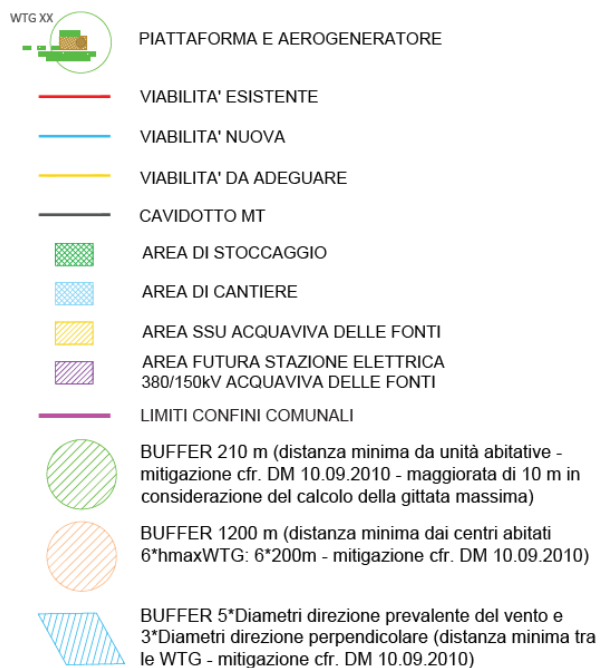 WTG XX
PIATTAFORMA E AEROGENERATORE
VIABILITA' ESISTENTE
VIABILITA' NUOVA
VIABILITA' DA ADEGUARE
CAVIDOTTO MT
AREA DI STOCCAGGIO
AREA DI CANTIERE
AREA SSU ACQUAVIVA DELLE FONTI
AREA FUTURA STAZIONE ELETTRICA
380/150kV ACQUAVIVA DELLE FONTI
LIMITI CONFINI COMUNALI
BUFFER 210 m (distanza minima da unità abitative -
mitigazione cfr. DM 10.09.2010 - maggiorata di 10 m in
considerazione del calcolo della gittata massima)
BUFFER 1200 m (distanza minima dai centri abitati
6*hmaxWTG: 6*200m - mitigazione cfr. DM 10.09.2010)
BUFFER 5*Diametri direzione prevalente del vento e
3*Diametri direzione perpendicolare (distanza minima tra
le WTG - mitigazione cfr. DM 10.09.2010)